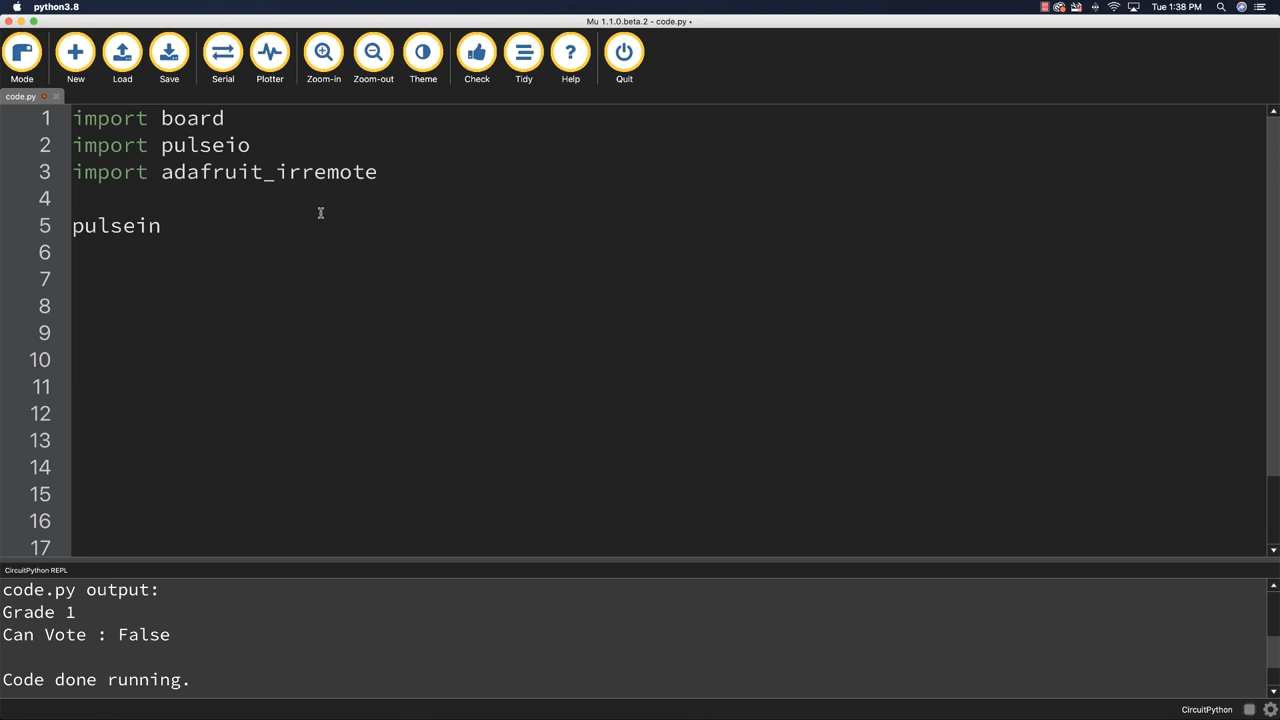 python3.8
Tue 1:38 PM
Mu 1.1.0.beta.2 - code.py •
Mode New Load Save Serial Plotter Zoom-in Zoom-out Theme Check Tidy Help Quit
code.py
1 import board
2 import pulseio
3 import adafruit_irremote
4
5 pulsein
6
7
8
9
10
11
12
13
14
15
16
17
CircuitPython REPL
code.py output:
Grade 1
Can Vote : False
Code done running.
CircuitPython